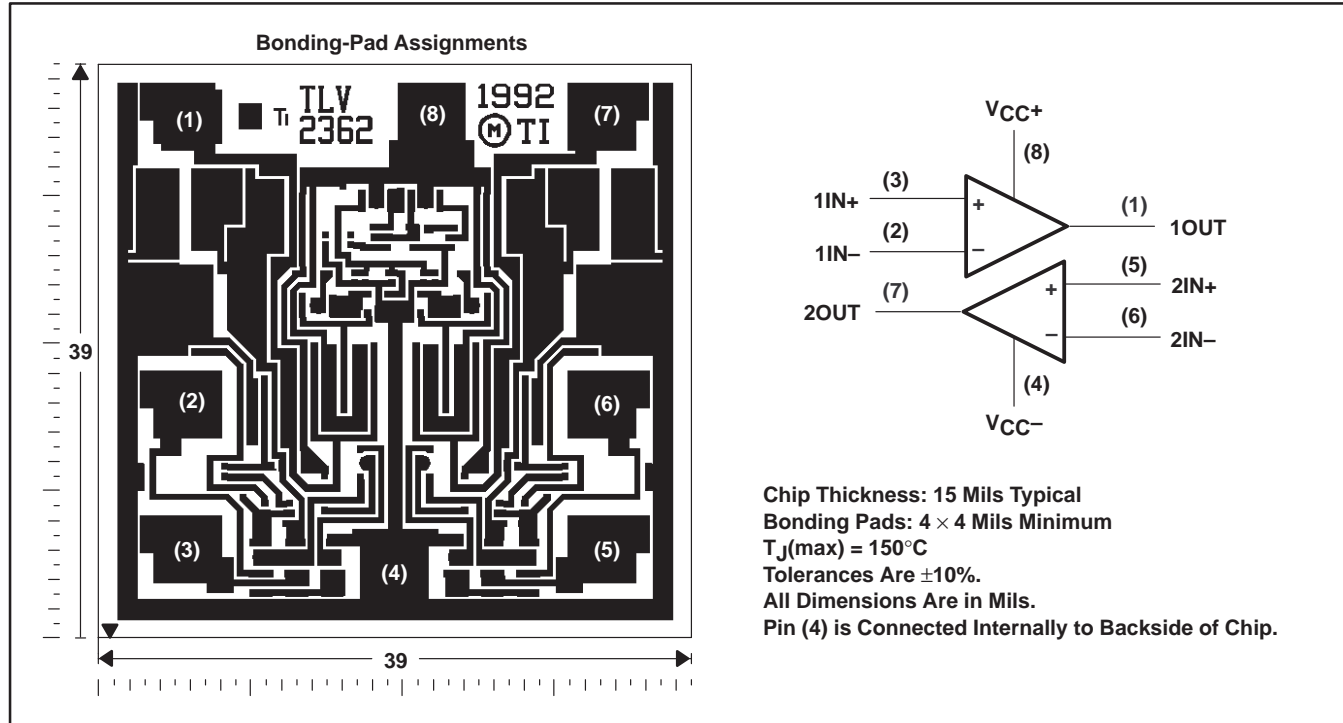 Bonding-Pad Assignments
(1)
TI
TLV
2362
(8)
1992
M TI
(7)
39
(2)
(6)
(3)
(4)
(5)
39
VCC+
(8)
1IN+
(3)
+
(1)
1OUT
1IN–
(2)
–
(5)
2IN+
2OUT
(7)
+
(6)
2IN–
–
(4)
VCC–
Chip Thickness: 15 Mils Typical
Bonding Pads: 4 × 4 Mils Minimum
TJ(max) = 150°C
Tolerances Are ±10%.
All Dimensions Are in Mils.
Pin (4) is Connected Internally to Backside of Chip.